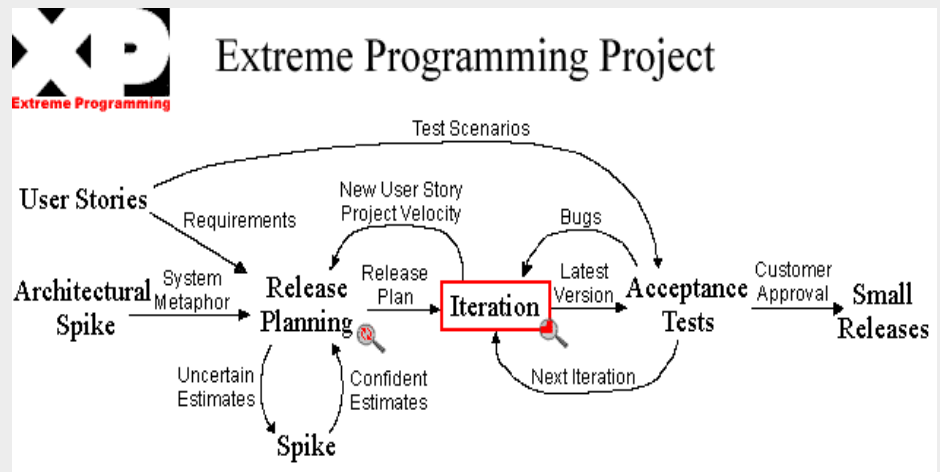 XP
Extreme Programming
Extreme Programming Project
Test Scenarios
User Stories
Requirements
New User Story
Project Velocity
Bugs
Architectural
Spike
System
Metaphor
Release
Planning
Release
Plan
Iteration
Latest
Version
Acceptance
Tests
Customer
Approval
Small
Releases
Uncertain
Estimates
Confident
Estimates
Next Iteration
Spike